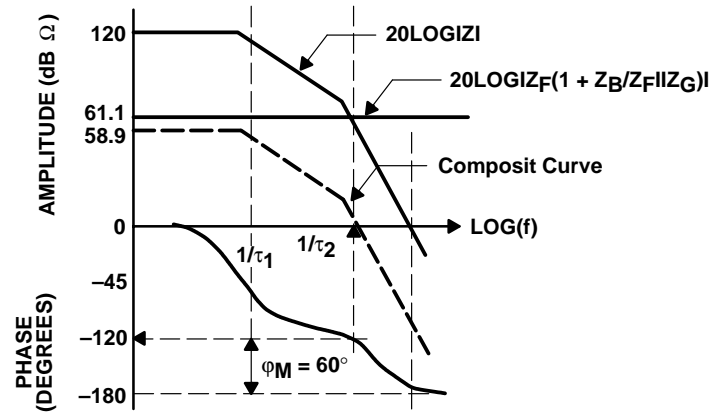 AMPLITUDE (dB Ω)
120
20LOGIZI
20LOGIZF(1 + ZB/ZFIIZG)I
61.1
58.9
Composit Curve
0
LOG(f)
1/τ1
1/τ2
PHASE
(DEGREES)
–45
–120
φM = 60°
–180